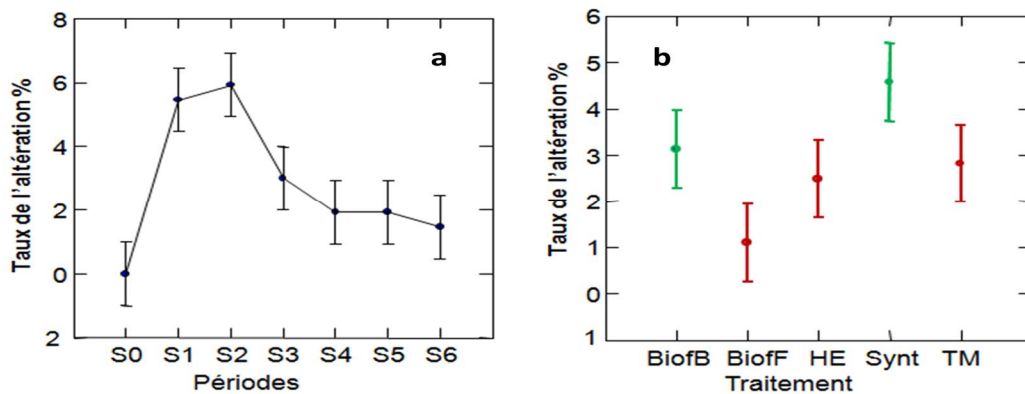 a
Taux de l'altération%
8
6
4
2
0
2
S0 S1 S2 S3 S4 S5 S6
Périodes
b
Taux de l'altération%
6
5
4
3
2
1
0
1
BiofB BiofF HE Synt TM
Traitement